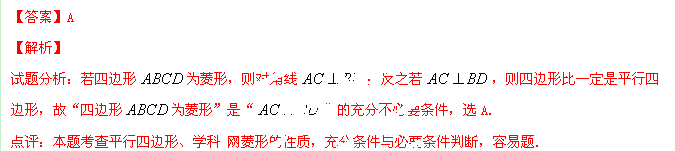 【答案】A
【解析】
试题分析：若四边形 ABCD 为菱形，则对角线 AC⊥BD；反之若 AC⊥BD，则四边形比一定是平行四
边形，故“四边形 ABCD 为菱形”是“AC BD”的充分不必要条件，选 A.
点评：本题考查平行四边形、学科 网菱形的性质，充分条件与必要条件判断，容易题.